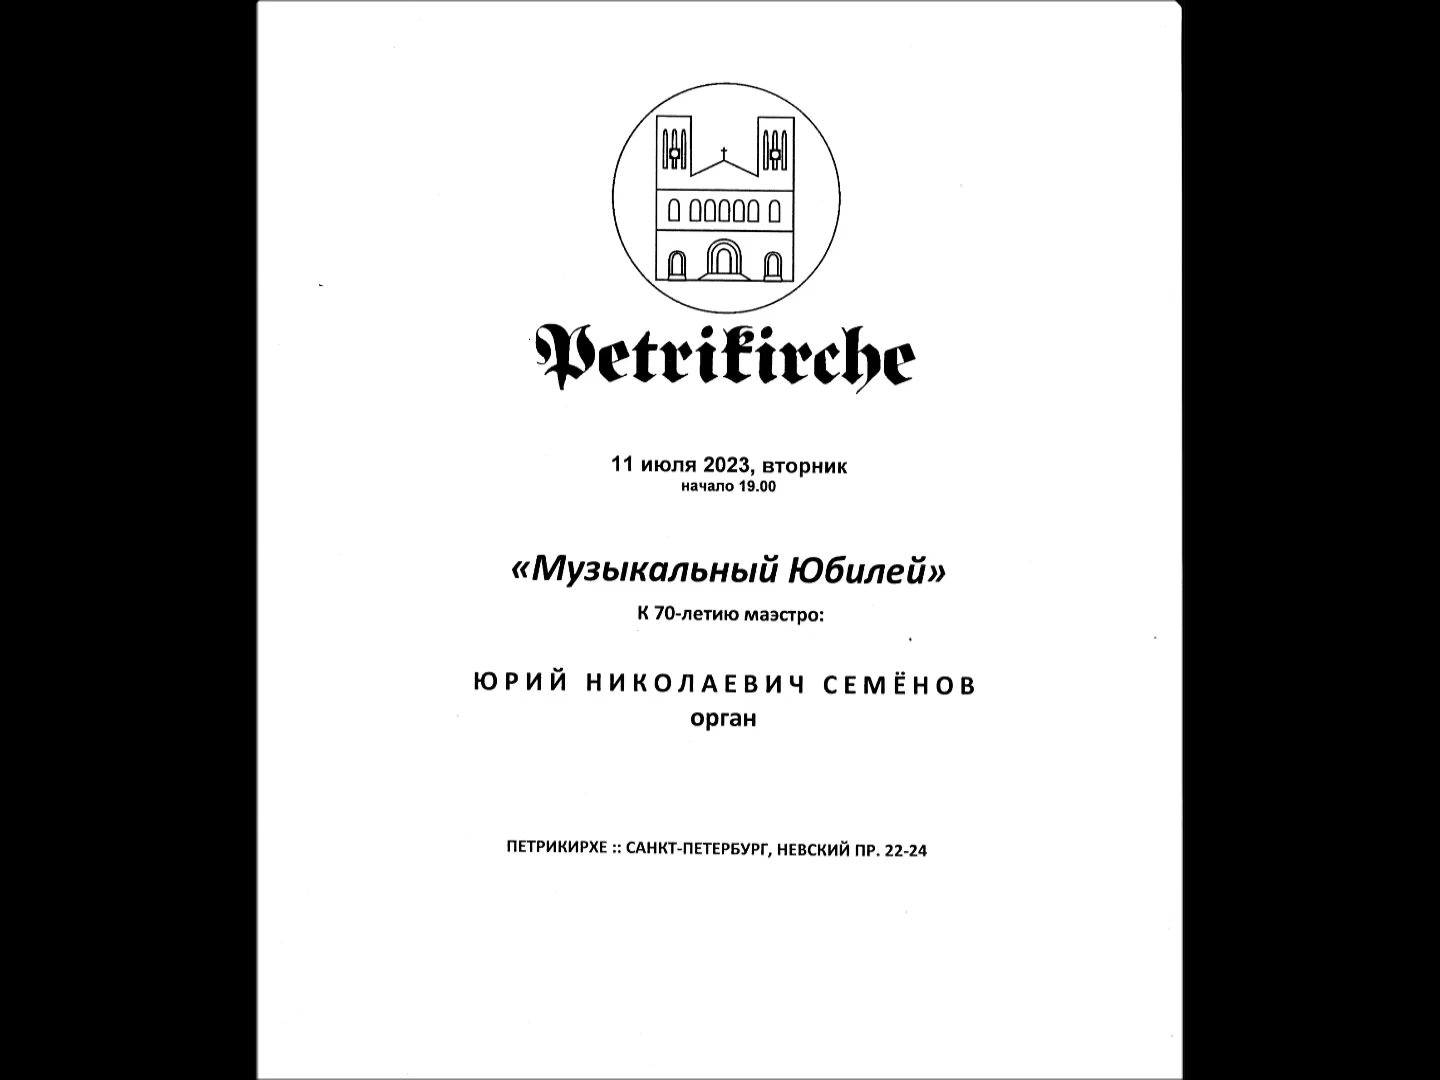 Petrikirche
11 июля 2023, вторник
начало 19.00
«Музыкальный Юбилей»
К 70-летию маэстро:
ЮРИЙ НИКОЛАЕВИЧ СЕМЁНОВ
орган
ПЕТРИКИРХЕ :: САНКТ-ПЕТЕРБУРГ, НЕВСКИЙ ПР. 22-24